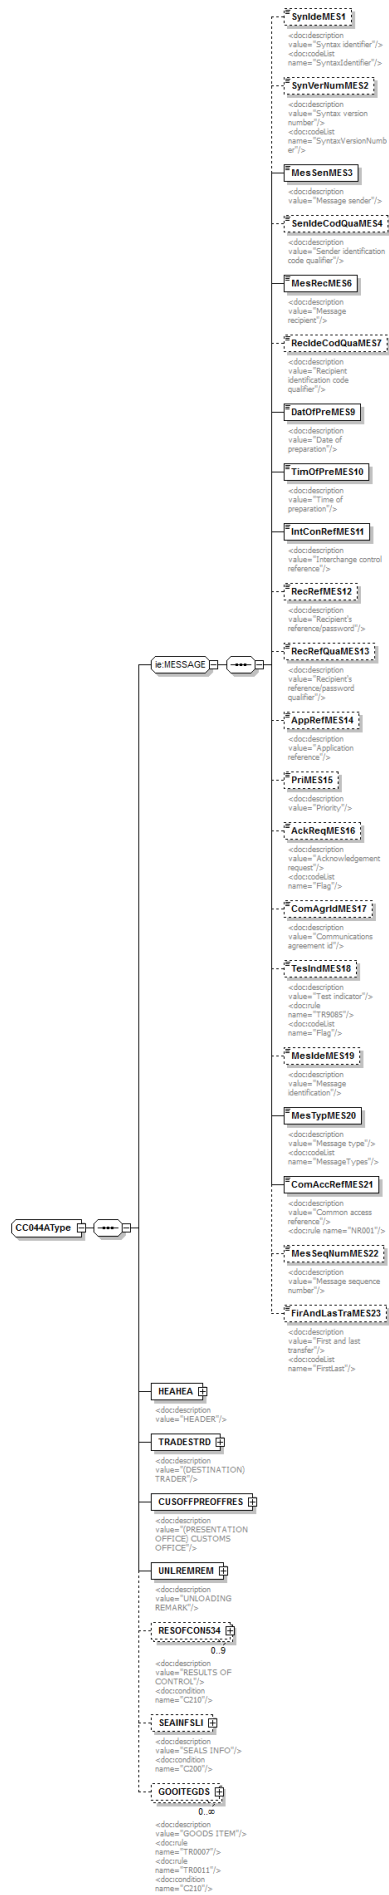 SynIdeMES1
<doc:description
value="Syntax identifier"/>
<doc:codeList
name="SyntaxIdentifier"/>
SynVerNumMES2
<doc:description
value="Syntax version
number"/>
<doc:codeList
name="SyntaxVersionNumb
er"/>
MesSenMES3
<doc:description
value="Message sender"/>
SenIdeCodQuaMES4
<doc:description
value="Sender identification
code qualifier"/>
MesRecMES6
<doc:description
value="Message
recipient"/>
RecIdeCodQuaMES7
<doc:description
value="Recipient
identification code
qualifier"/>
DatOfPreMES9
<doc:description
value="Date of
preparation"/>
TimOfPreMES10
<doc:description
value="Time of
preparation"/>
IntConRefMES11
<doc:description
value="Interchange control
reference"/>
RecRefMES12
<doc:description
value="Recipient's
reference/password"/>
ie:MESSAGE
RecRefQuaMES13
<doc:description
value="Recipient's
reference/password
qualifier"/>
AppRefMES14
<doc:description
value="Application
reference"/>
PriMES15
<doc:description
value="Priority"/>
AckReqMES16
<doc:description
value="Acknowledgement
request"/>
<doc:codeList
name="Flag"/>
ComAgrIdMES17
<doc:description
value="Communications
agreement id"/>
TesIndMES18
<doc:description
value="Test indicator"/>
<doc:rule
name="TR9085"/>
<doc:codeList
name="Flag"/>
MesIdeMES19
<doc:description
value="Message
identification"/>
MesTypMES20
<doc:description
value="Message type"/>
<doc:codeList
name="MessageTypes"/>
ComAccRefMES21
<doc:description
value="Common access
reference"/>
<doc:rule name="NR001"/>
CC044AType
MesSeqNumMES22
<doc:description
value="Message sequence
number"/>
FirAndLasTraMES23
<doc:description
value="First and last
transfer"/>
<doc:codeList
name="FirstLast"/>
HEAHEA
<doc:description
value="HEADER"/>
TRADESTRD
<doc:description
value="(DESTINATION)
TRADER"/>
CUSOFFPREOFFRES
<doc:description
value="(PRESENTATION
OFFICE) CUSTOMS
OFFICE"/>
UNLREMREM
<doc:description
value="UNLOADING
REMARK"/>
RESOFCON534
0..9
<doc:description
value="RESULTS OF
CONTROL"/>
<doc:condition
name="C210"/>
SEAINFSLI
<doc:description
value="SEALS INFO"/>
<doc:condition
name="C200"/>
GOOITEGDS
0..∞
<doc:description
value="GOODS ITEM"/>
<doc:rule
name="TR0007"/>
<doc:rule
name="TR0011"/>
<doc:condition
name="C210"/>